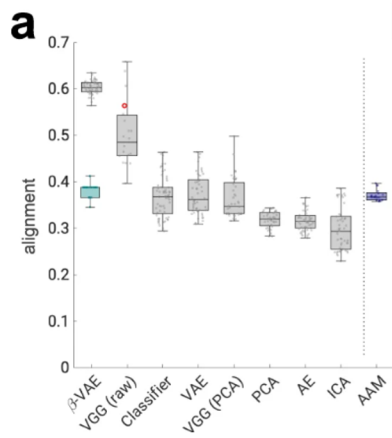 a
0.7
0.6
0.5
0.4
0.3
0.2
0.1
0
alignment
β-VAE
VGG (raw)
Classifier
VAE
VGG (PCA)
PCA
AE
ICA
AAM